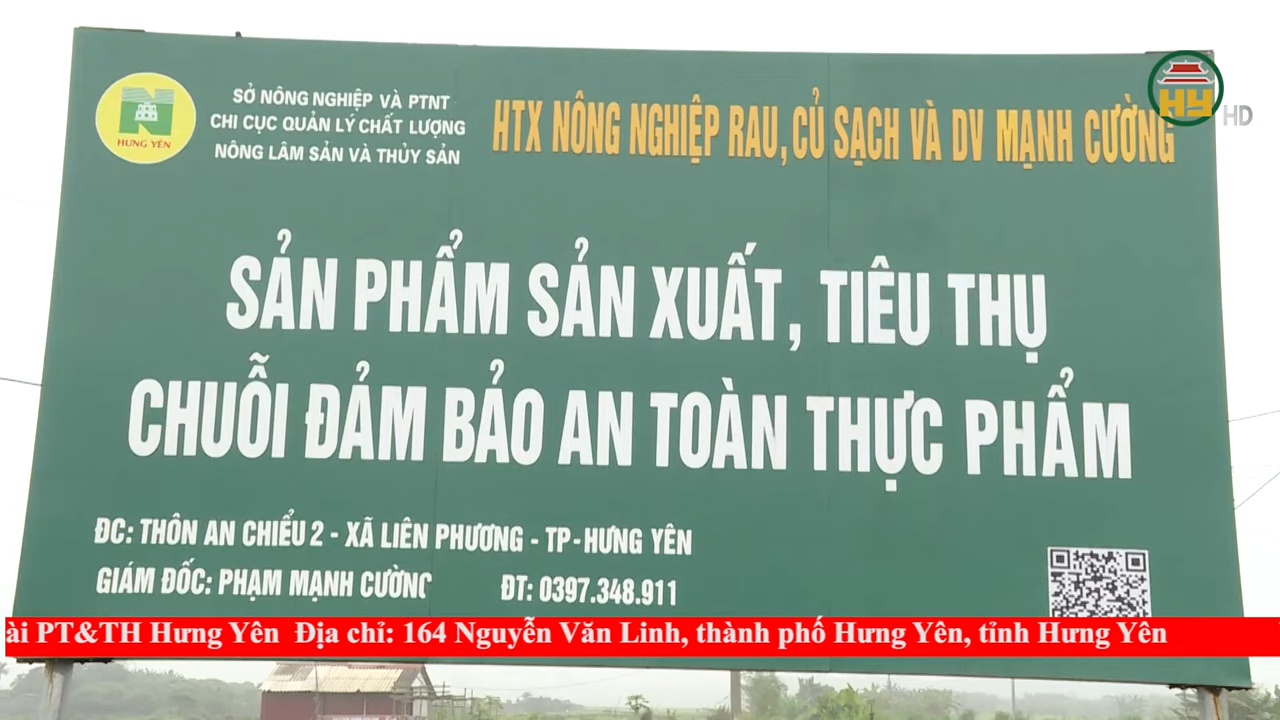 SỞ NÔNG NGHIỆP VÀ PTNT
CHI CỤC QUẢN LÝ CHẤT LƯỢNG
NÔNG LÂM SẢN VÀ THỦY SẢN
HƯNG YÊN
HTX NÔNG NGHIỆP RAU, CỦ SẠCH VÀ DV MẠNH CƯỜNG
HY HD
SẢN PHẨM SẢN XUẤT, TIÊU THỤ
CHUỖI ĐẢM BẢO AN TOÀN THỰC PHẨM
ĐC: THÔN AN CHIỂU 2 - XÃ LIÊN PHƯƠNG - TP-HƯNG YÊN
GIÁM ĐỐC: PHẠM MẠNH CƯỜNG ĐT: 0397.348.911
ài PT&TH Hưng Yên Địa chỉ: 164 Nguyễn Văn Linh, thành phố Hưng Yên, tỉnh Hưng Yên